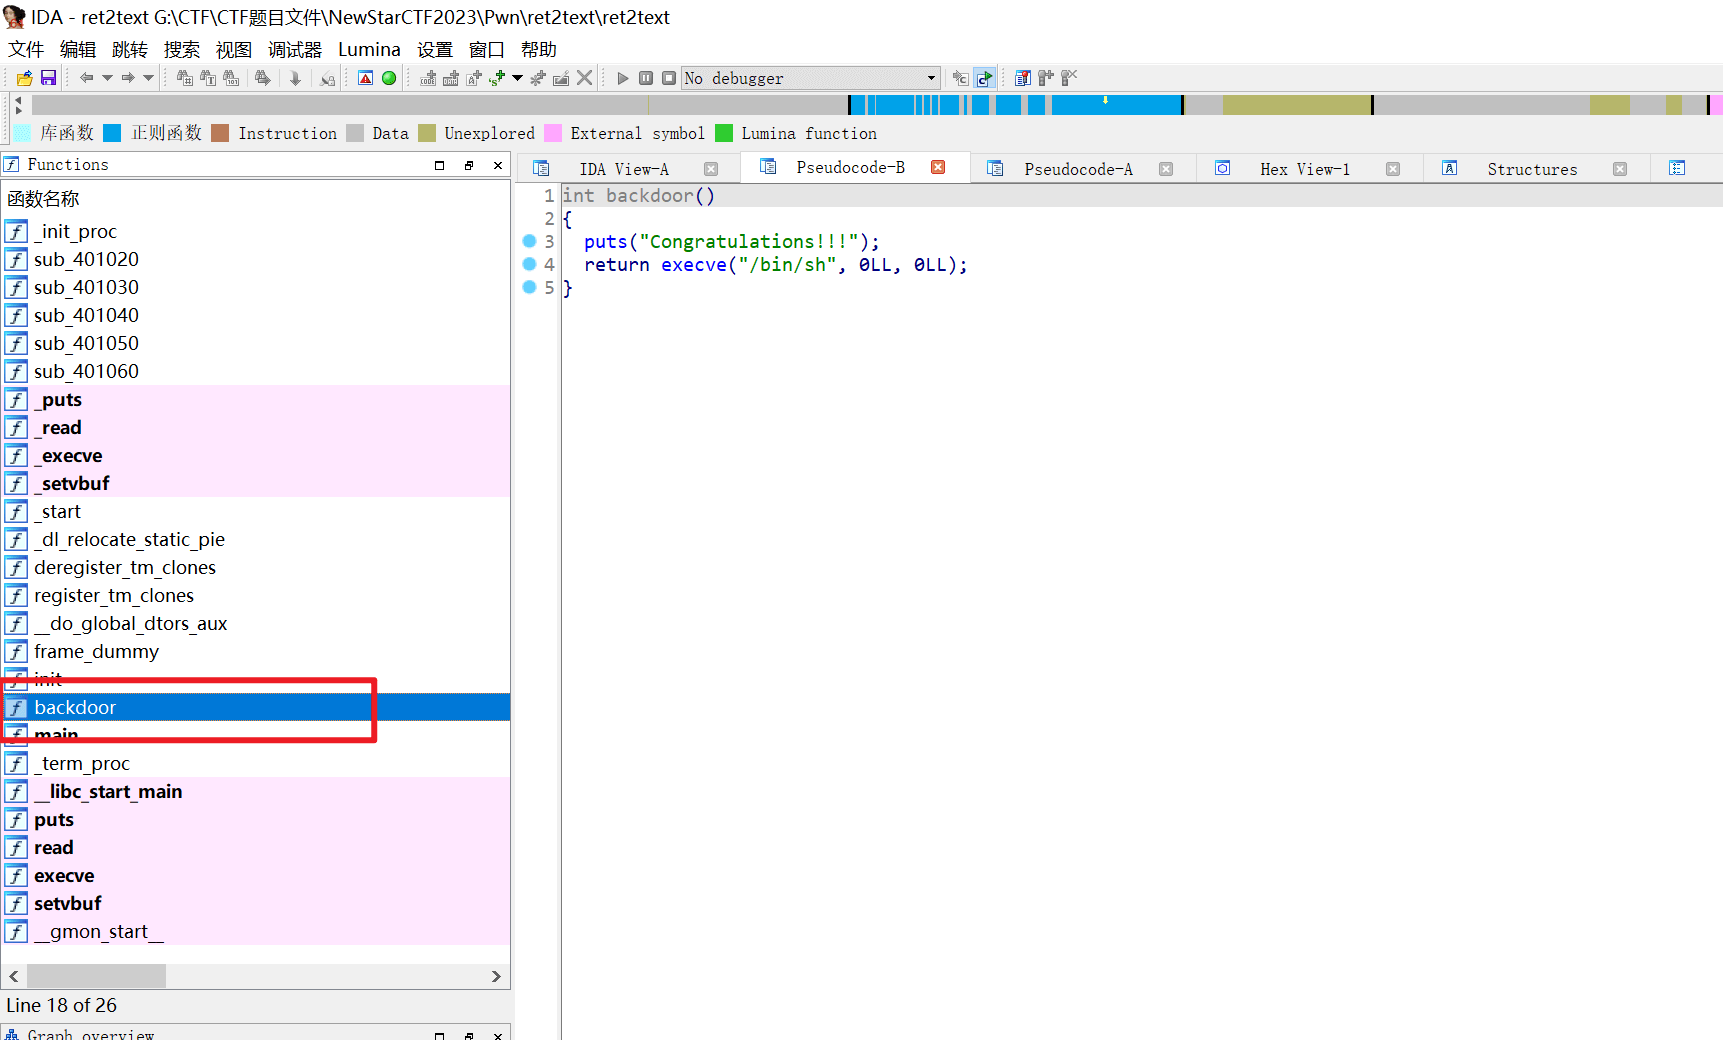 IDA - ret2text G:\CTF\CTF题目文件\NewStarCTF2023\Pwn\ret2text\ret2text
文件 编辑 跳转 搜索 视图 调试器 Lumina 设置 窗口 帮助
No debugger
库函数 正则函数 Instruction Data Unexplored External symbol Lumina function
Functions
函数名称
_init_proc
sub_401020
sub_401030
sub_401040
sub_401050
sub_401060
_puts
_read
_execve
_setvbuf
_start
_dl_relocate_static_pie
deregister_tm_clones
register_tm_clones
__do_global_dtors_aux
frame_dummy
init
backdoor
main
_term_proc
__libc_start_main
puts
read
execve
setvbuf
__gmon_start__
Line 18 of 26
Graph overview
IDA View-A Pseudocode-B Pseudocode-A Hex View-1 Structures
1 int backdoor()
2 {
3 puts("Congratulations!!!");
4 return execve("/bin/sh", 0LL, 0LL);
5 }